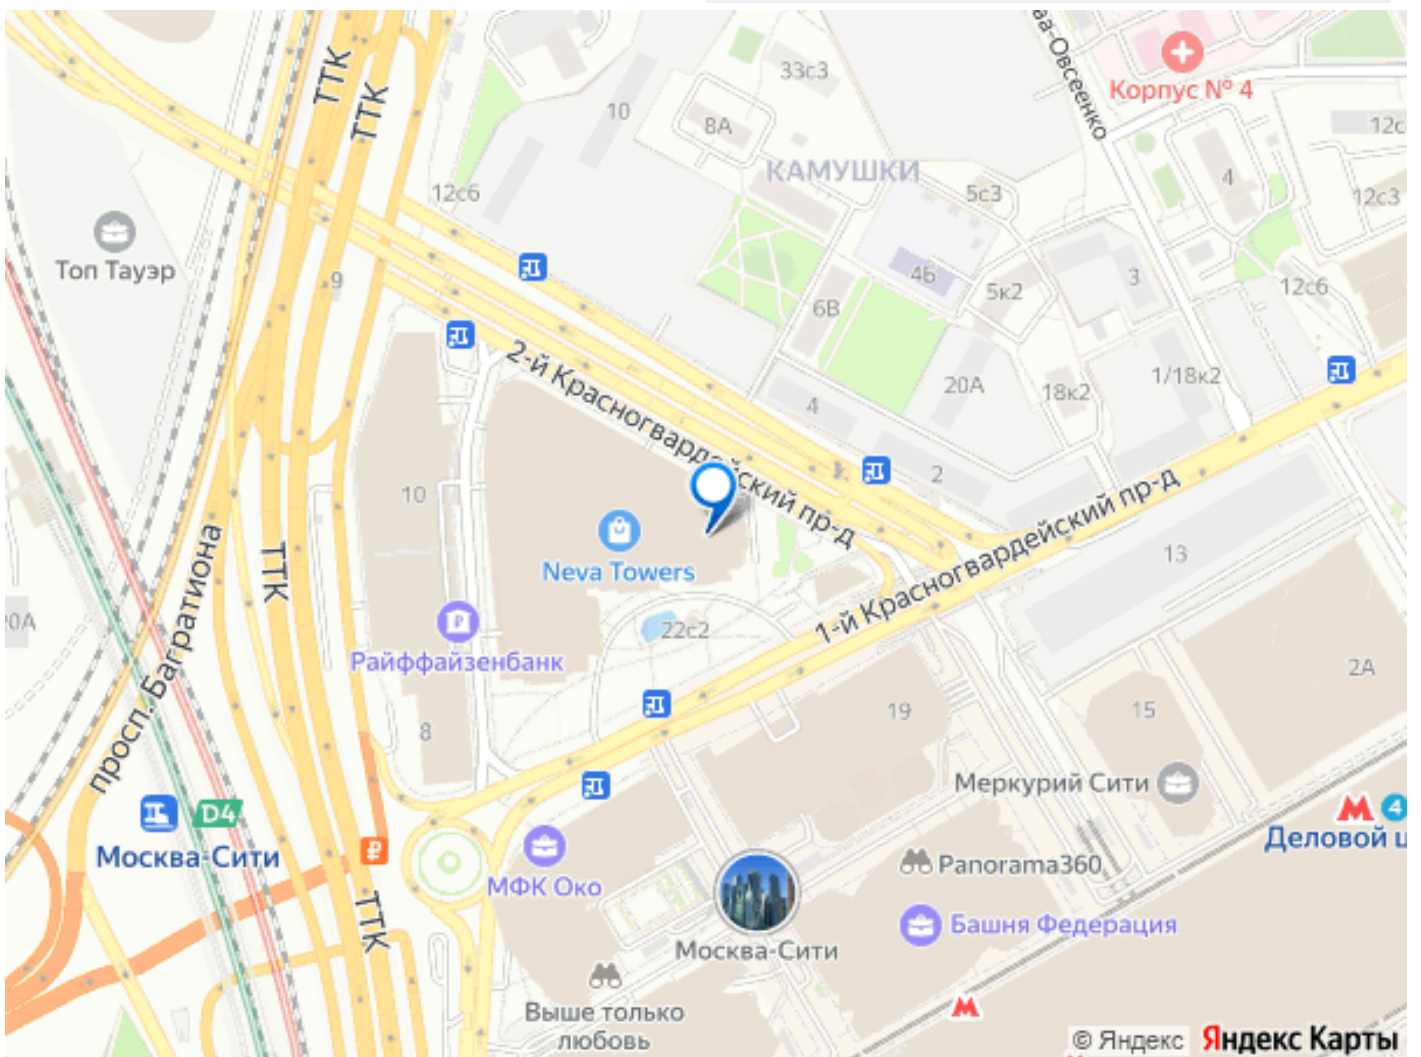 ТТК
ТТК
33с3
10
8А
КАМУШКИ
Корпус № 4
12с
4
12с3
12с6
5с3
Топ Тауэр
9
4Б
5к2
3
12с6
6В
2-й Красногвардейский пр-д
4
20А
18к2
1/18к2
2
10
Neva Towers
1-й Красногвардейский пр-д
13
просп. Багратиона
ТТК
22с2
Райффайзенбанк
8
19
15
2А
D4
Москва-Сити
₽
МФК Око
Меркурий Сити
4
Panorama360
Башня Федерация
ТТК
Москва-Сити
Выше только
любовь
© Яндекс Яндекс Карты